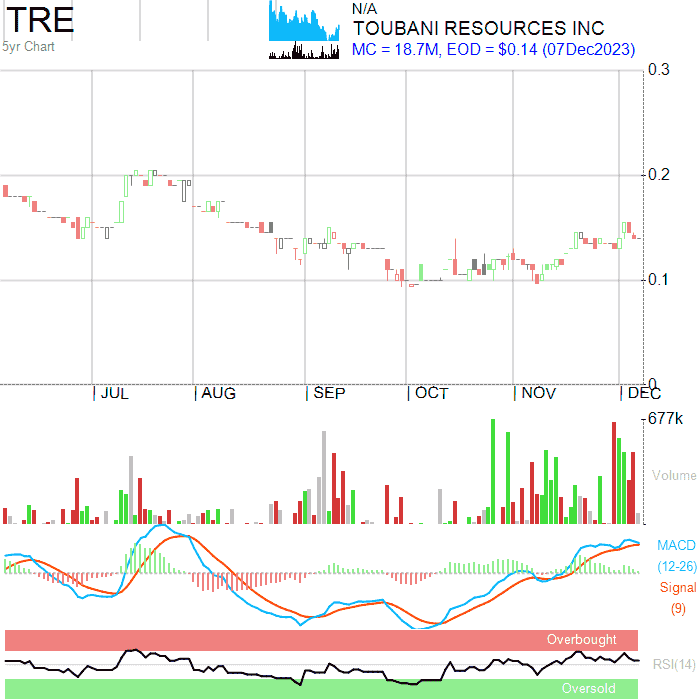 TRE
N/A
TOUBANI RESOURCES INC
5yr Chart
MC = 18.7M, EOD = $0.14 (07Dec2023)
0.3
0.2
0.1
0
JUL AUG SEP OCT NOV DEC
677k
Volume
MACD
(12-26)
Signal
(9)
Overbought
RSI(14)
Oversold